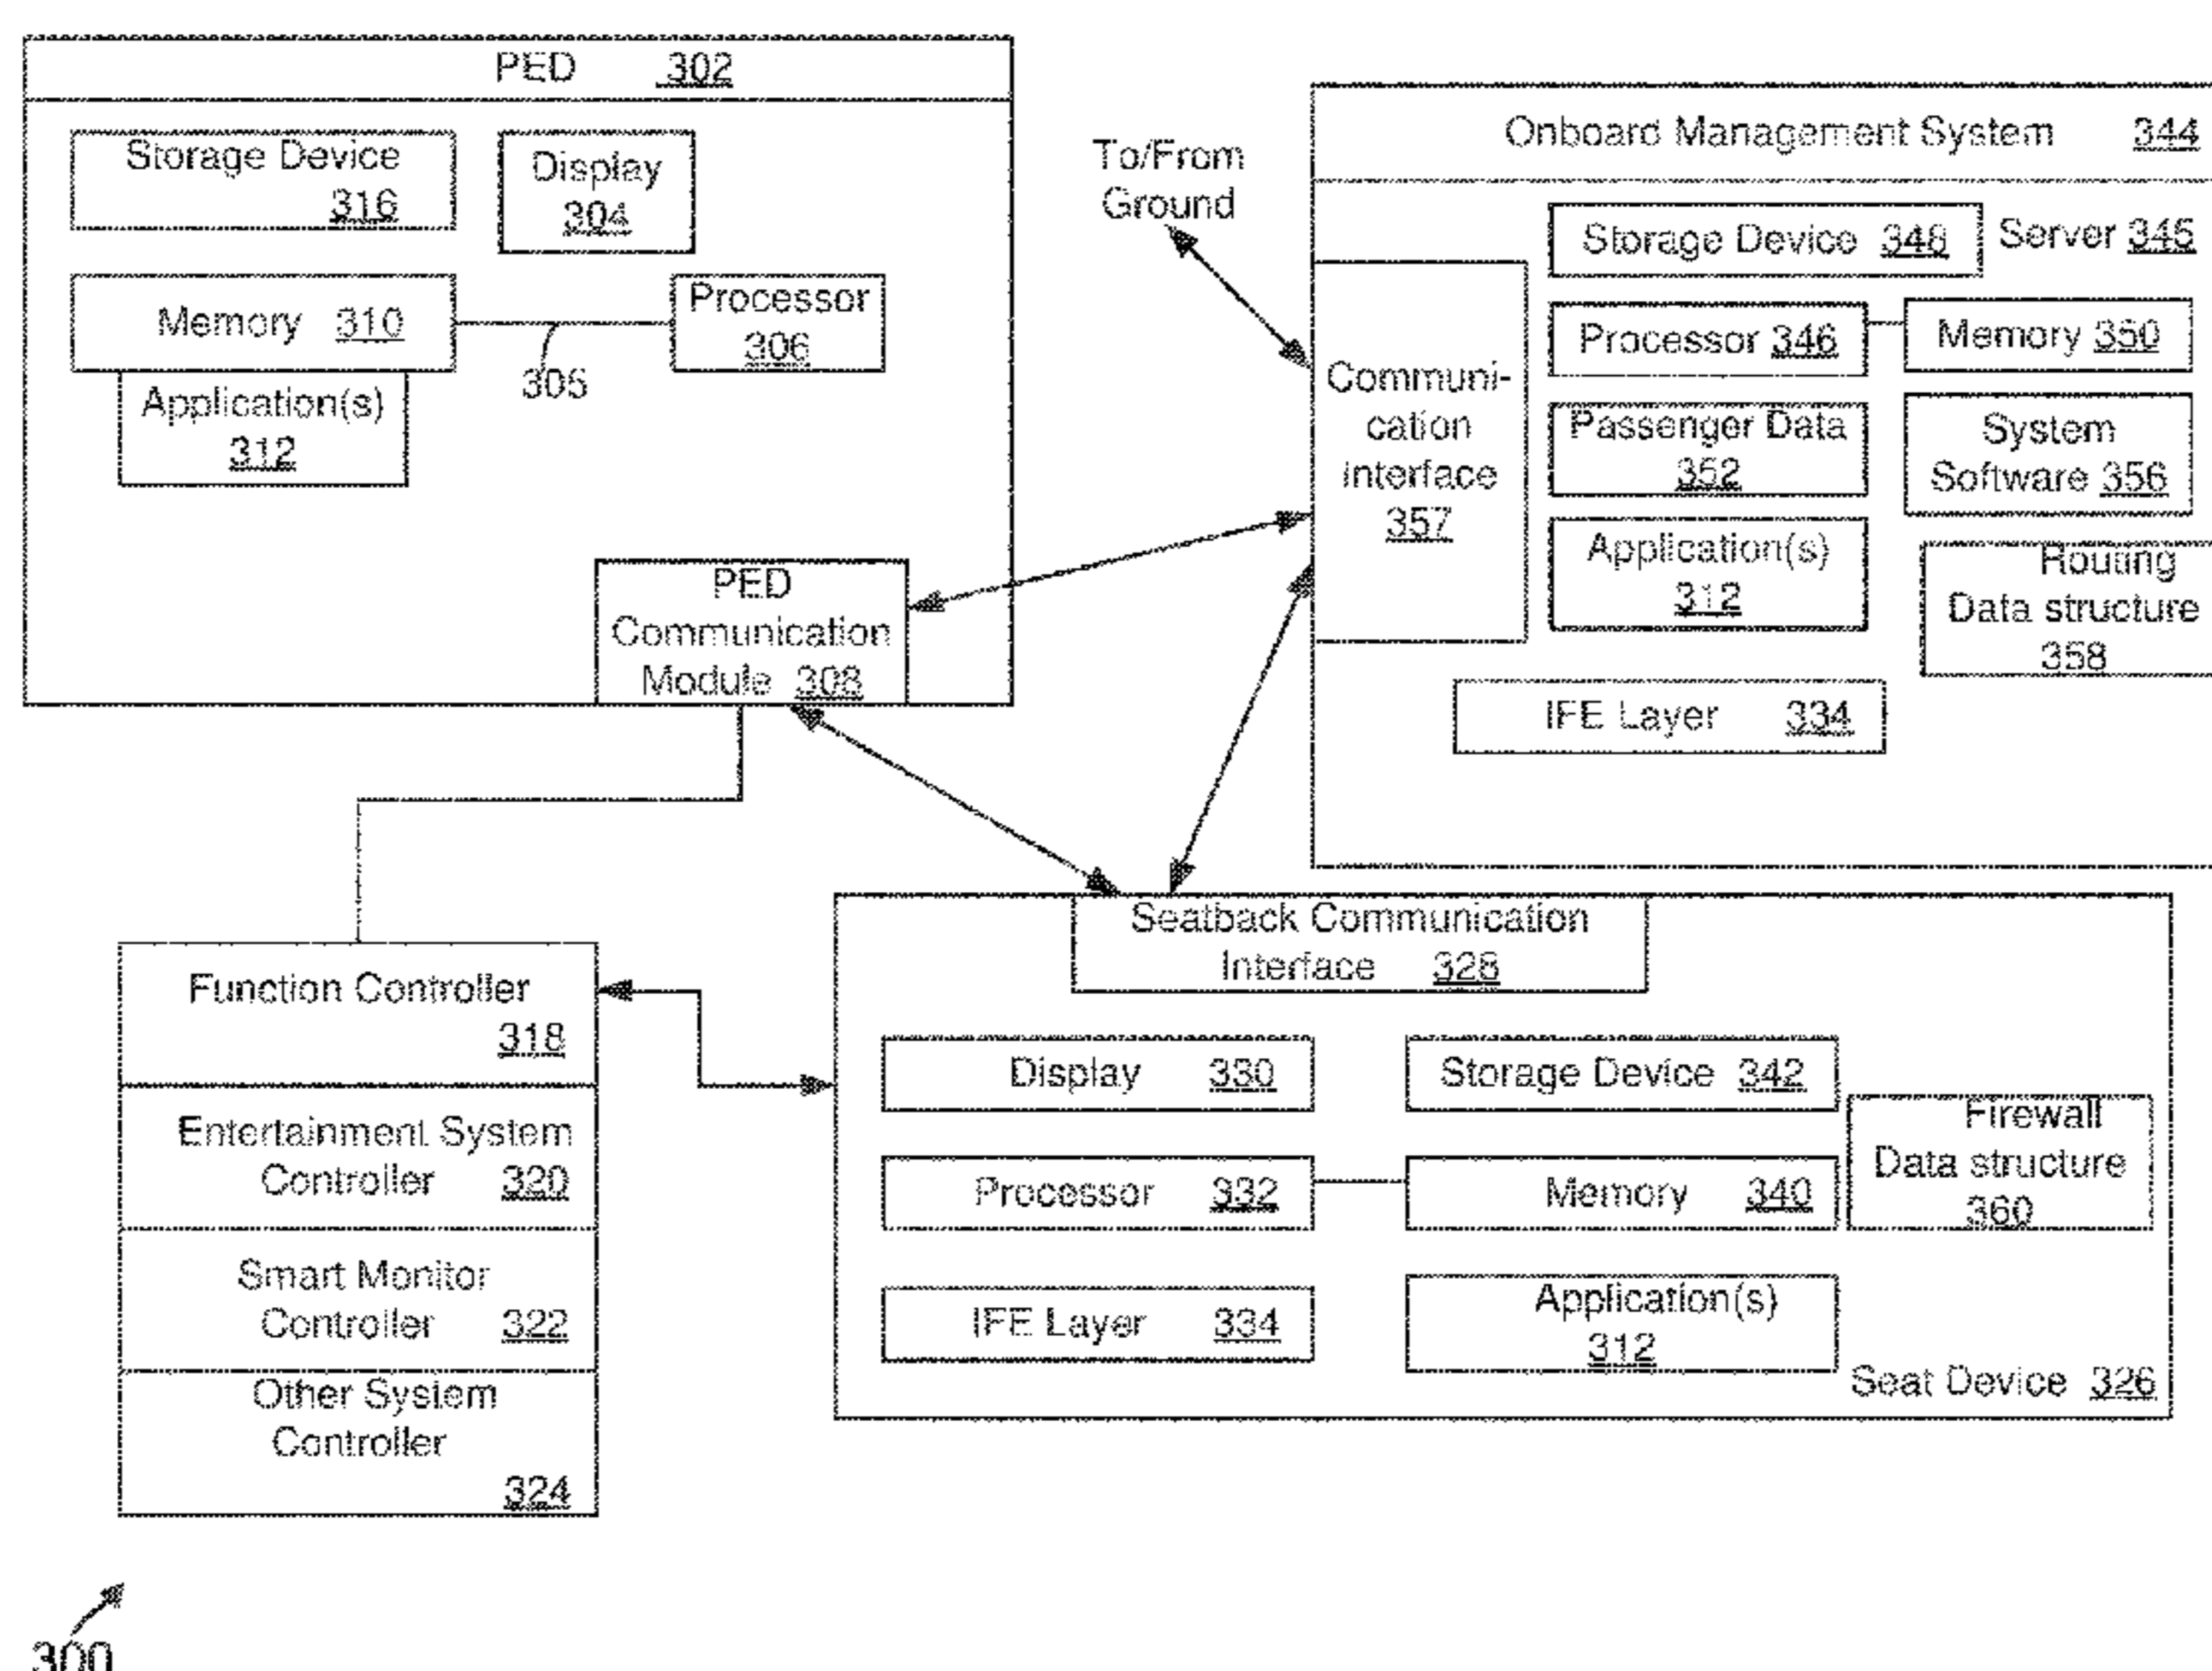 PED 302
Storage Device
316
Display
304
Memory 310
Processor
306
305
Application(s)
312
PED
Communication
Module 308
To/From
Ground
Onboard Management System 344
Storage Device 348
Server 345
Communi-
cation
interface
357
Processor 346
Memory 350
Passenger Data
352
System
Software 356
Application(s)
312
Routing
Data structure
358
IFE Layer 334
Function Controller
318
Entertainment System
Controller 320
Smart Monitor
Controller 322
Other System
Controller
324
Seatback Communication
Interface 328
Display 330
Storage Device 342
Firewall
Data structure
360
Processor 332
Memory 340
IFE Layer 334
Application(s)
312
Seat Device 326
300